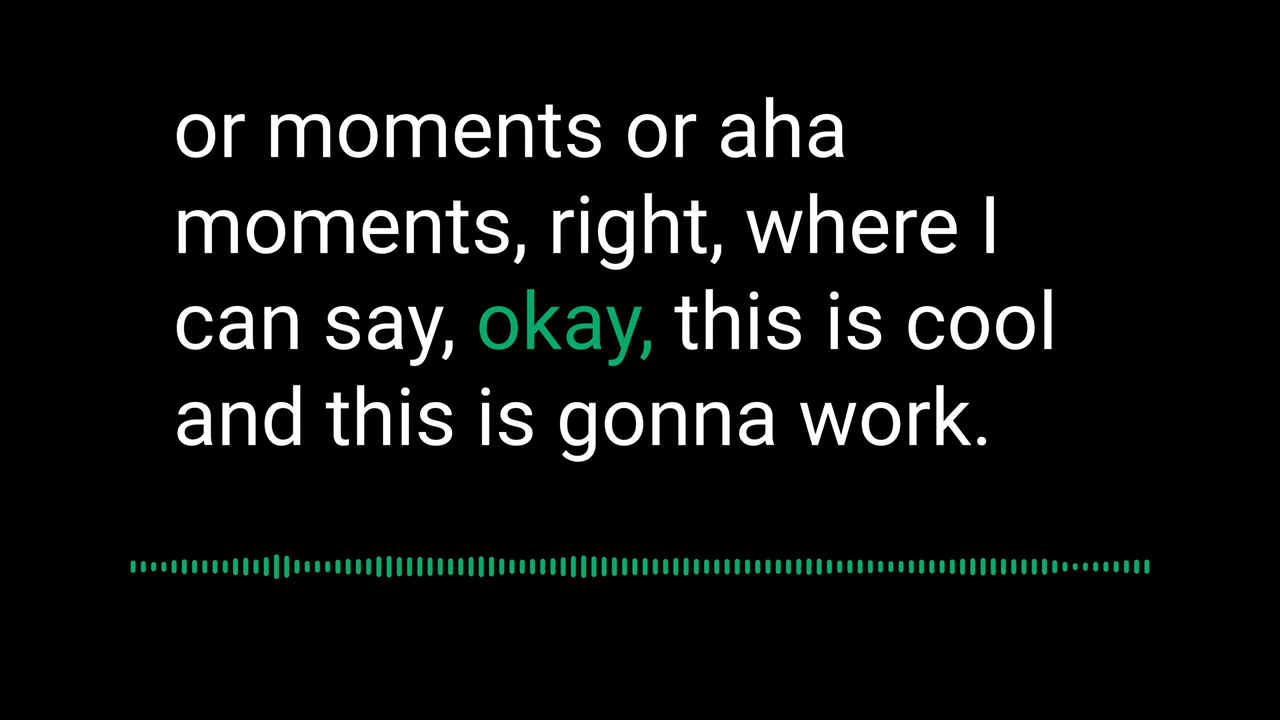 or moments or aha
moments, right, where I
can say, okay, this is cool
and this is gonna work.